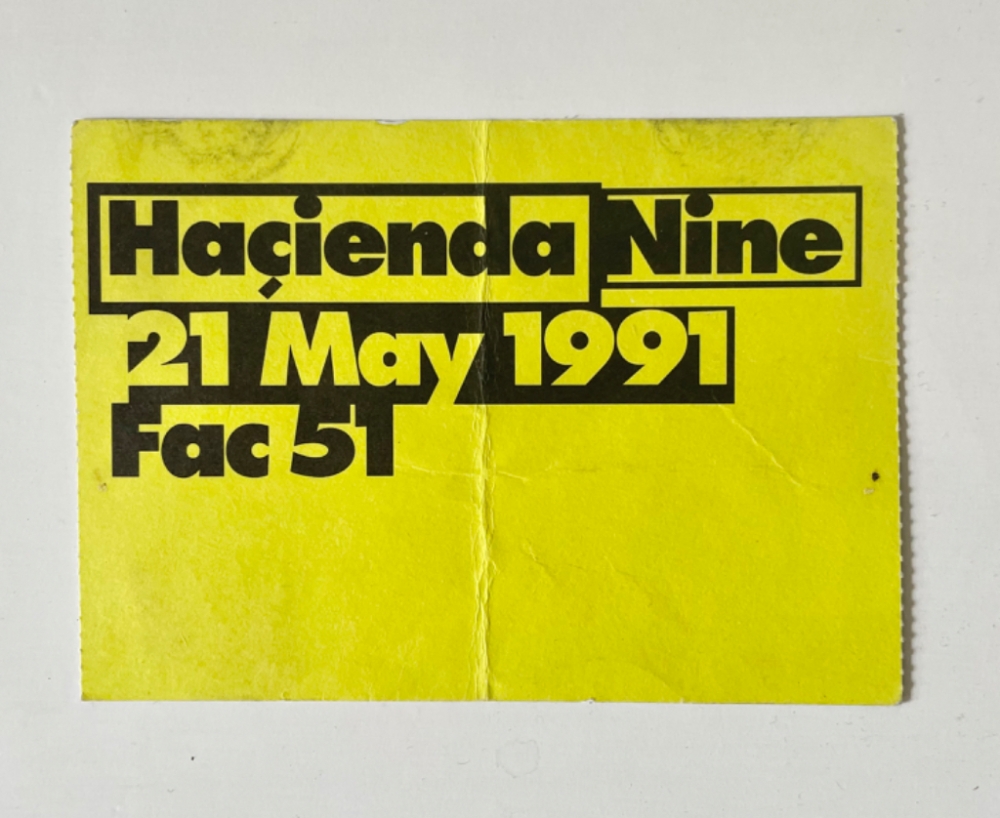 Haçienda Nine
21 May 1991
Fac 51